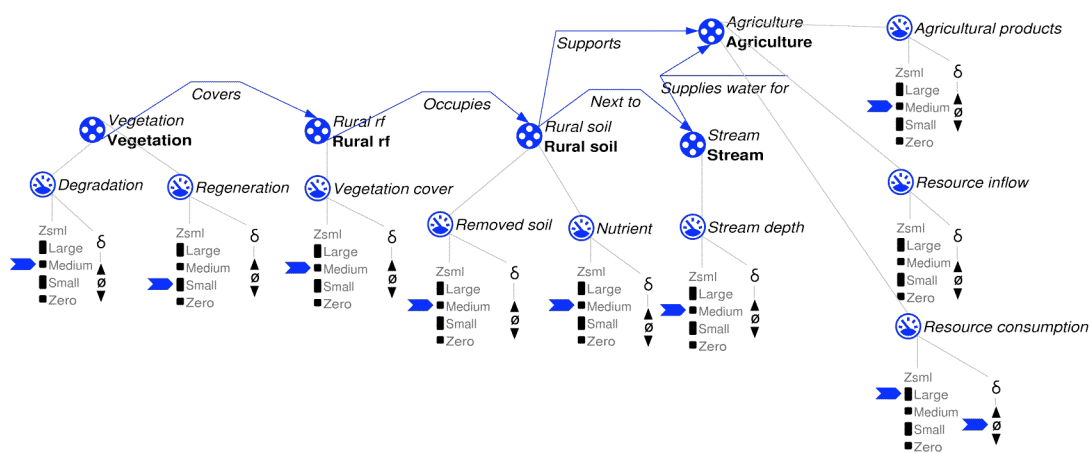 Agriculture
Agriculture
Agricultural products
Zsml
δ
Large
Medium
ø
Small
Zero
Supports
Supplies water for
Covers
Occupies
Next to
Vegetation
Vegetation
Rural rf
Rural rf
Rural soil
Rural soil
Stream
Stream
Degradation
Zsml
δ
Large
Medium
ø
Small
Zero
Regeneration
Zsml
δ
Large
Medium
ø
Small
Zero
Vegetation cover
Zsml
δ
Large
Medium
ø
Small
Zero
Removed soil
Zsml
δ
Large
Medium
ø
Small
Zero
Nutrient
Zsml
δ
Large
Medium
ø
Small
Zero
Stream depth
Zsml
δ
Large
Medium
ø
Small
Zero
Resource inflow
Zsml
δ
Large
Medium
ø
Small
Zero
Resource consumption
Zsml
δ
Large
Medium
ø
Small
Zero